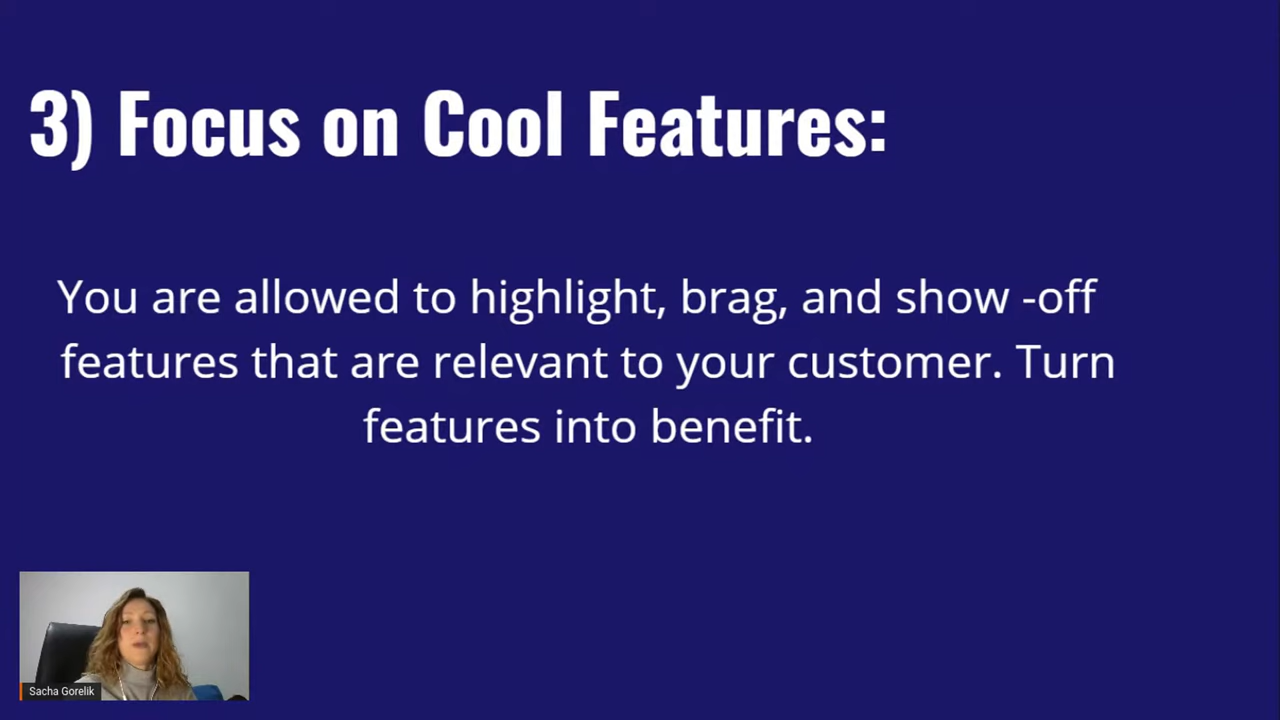 3) Focus on Cool Features:
You are allowed to highlight, brag, and show -off
features that are relevant to your customer. Turn
features into benefit.
Sacha Gorelik